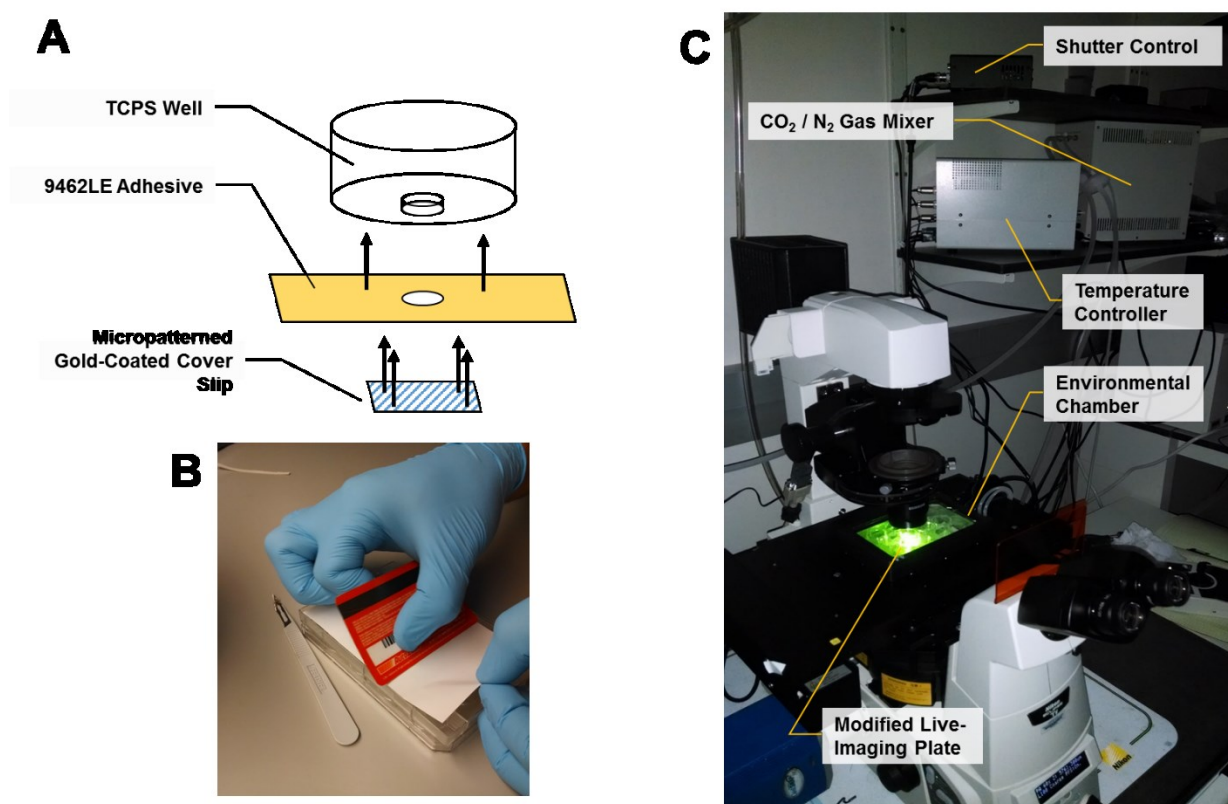 A
TCPS Well
9462LE Adhesive
Micropatterned
Gold-Coated Cover
Slip
B
C
Shutter Control
CO₂ / N₂ Gas Mixer
Temperature
Controller
Environmental
Chamber
Modified Live-
Imaging Plate
Nikon